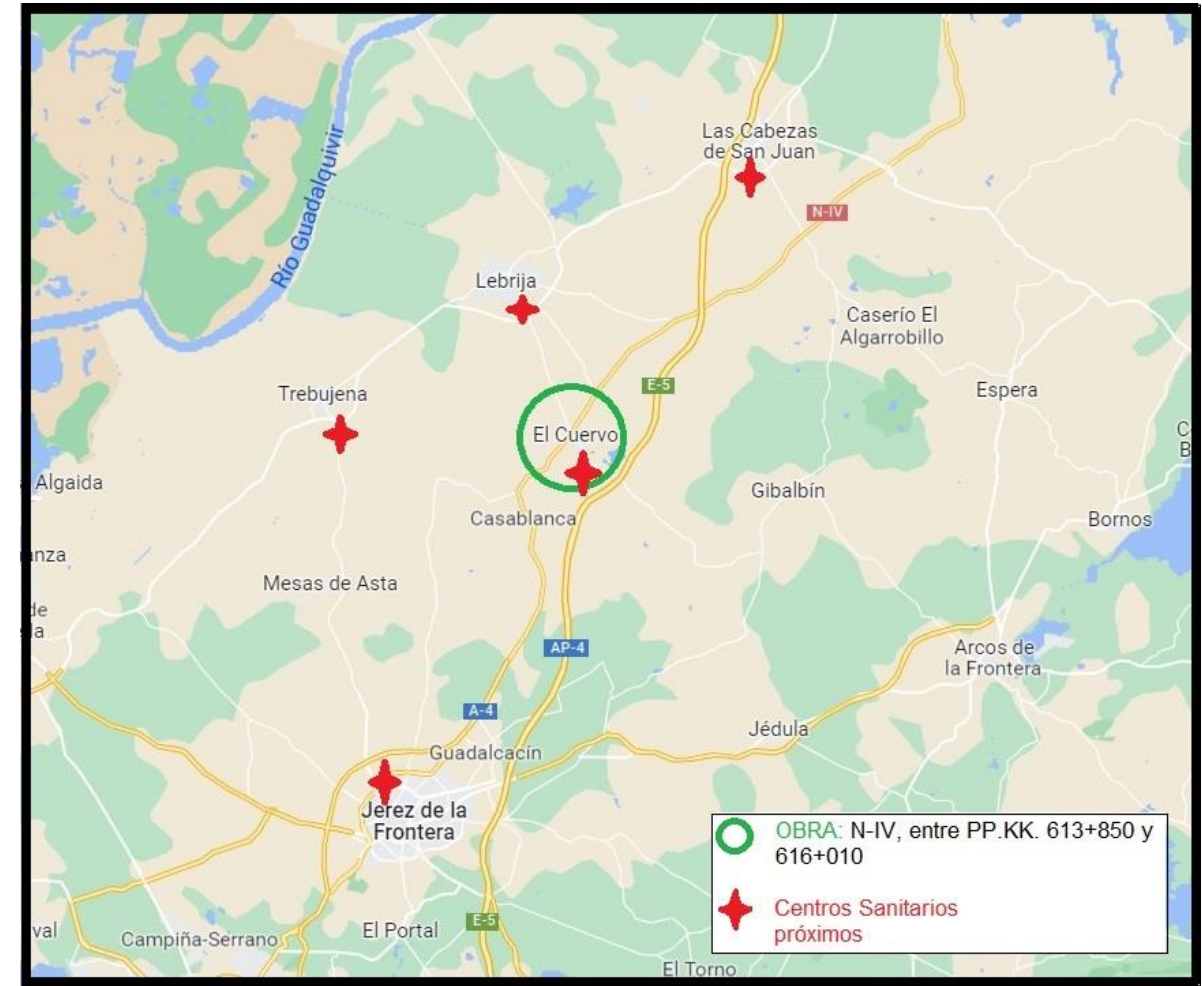 Las Cabezas
de San Juan
N-IV
Río Guadalquivir
Lebrija
Caserío El
Algarrobillo
E-5
Trebujena
Espera
El Cuervo
Algaida
Gibalbín
Casablanca
Bornos
anza
Mesas de Asta
de
la
AP-4
Arcos de
la Frontera
A-4
Jédula
Guadalcacín
Jerez de la
Frontera
OBRA: N-IV, entre PP.KK. 613+850 y
616+010
Centros Sanitarios
próximos
E-5
El Portal
val
Campiña-Serrano
El Torno